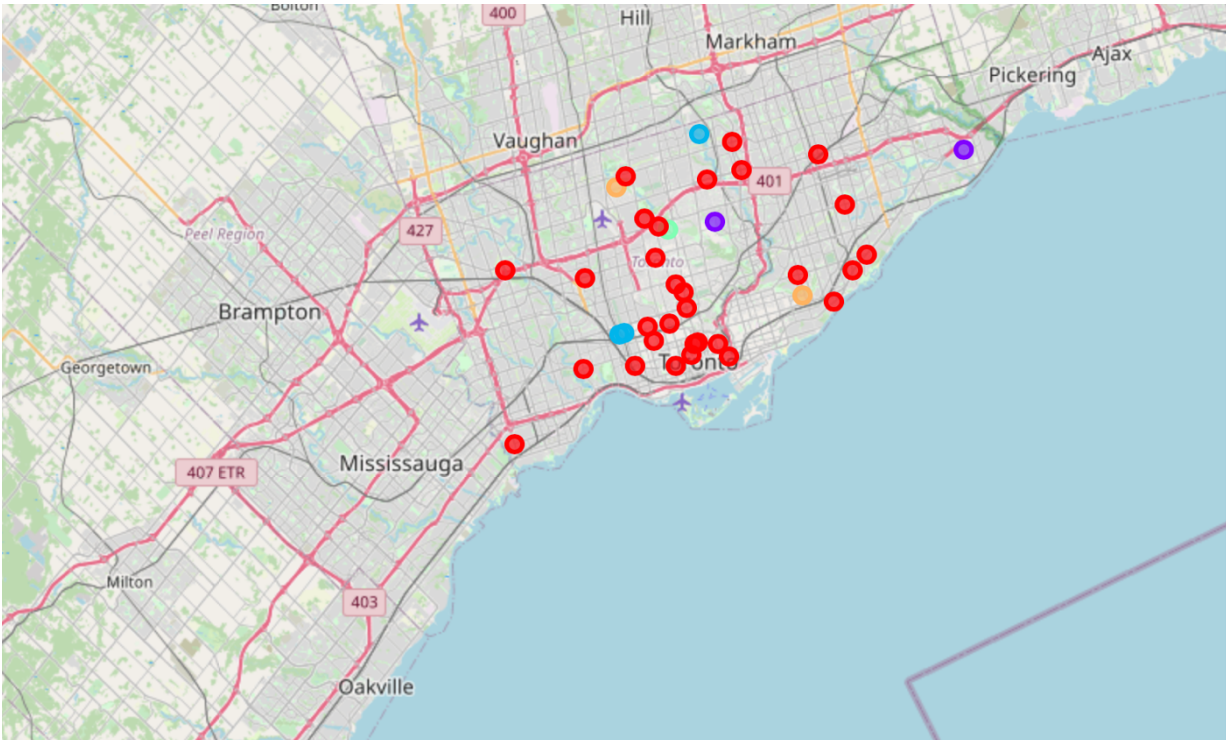 Bolton
400
Hill
Markham
Ajax
Pickering
Vaughan
401
427
Peel Region
Toronto
Brampton
Georgetown
Toronto
Mississauga
407 ETR
Milton
403
Oakville